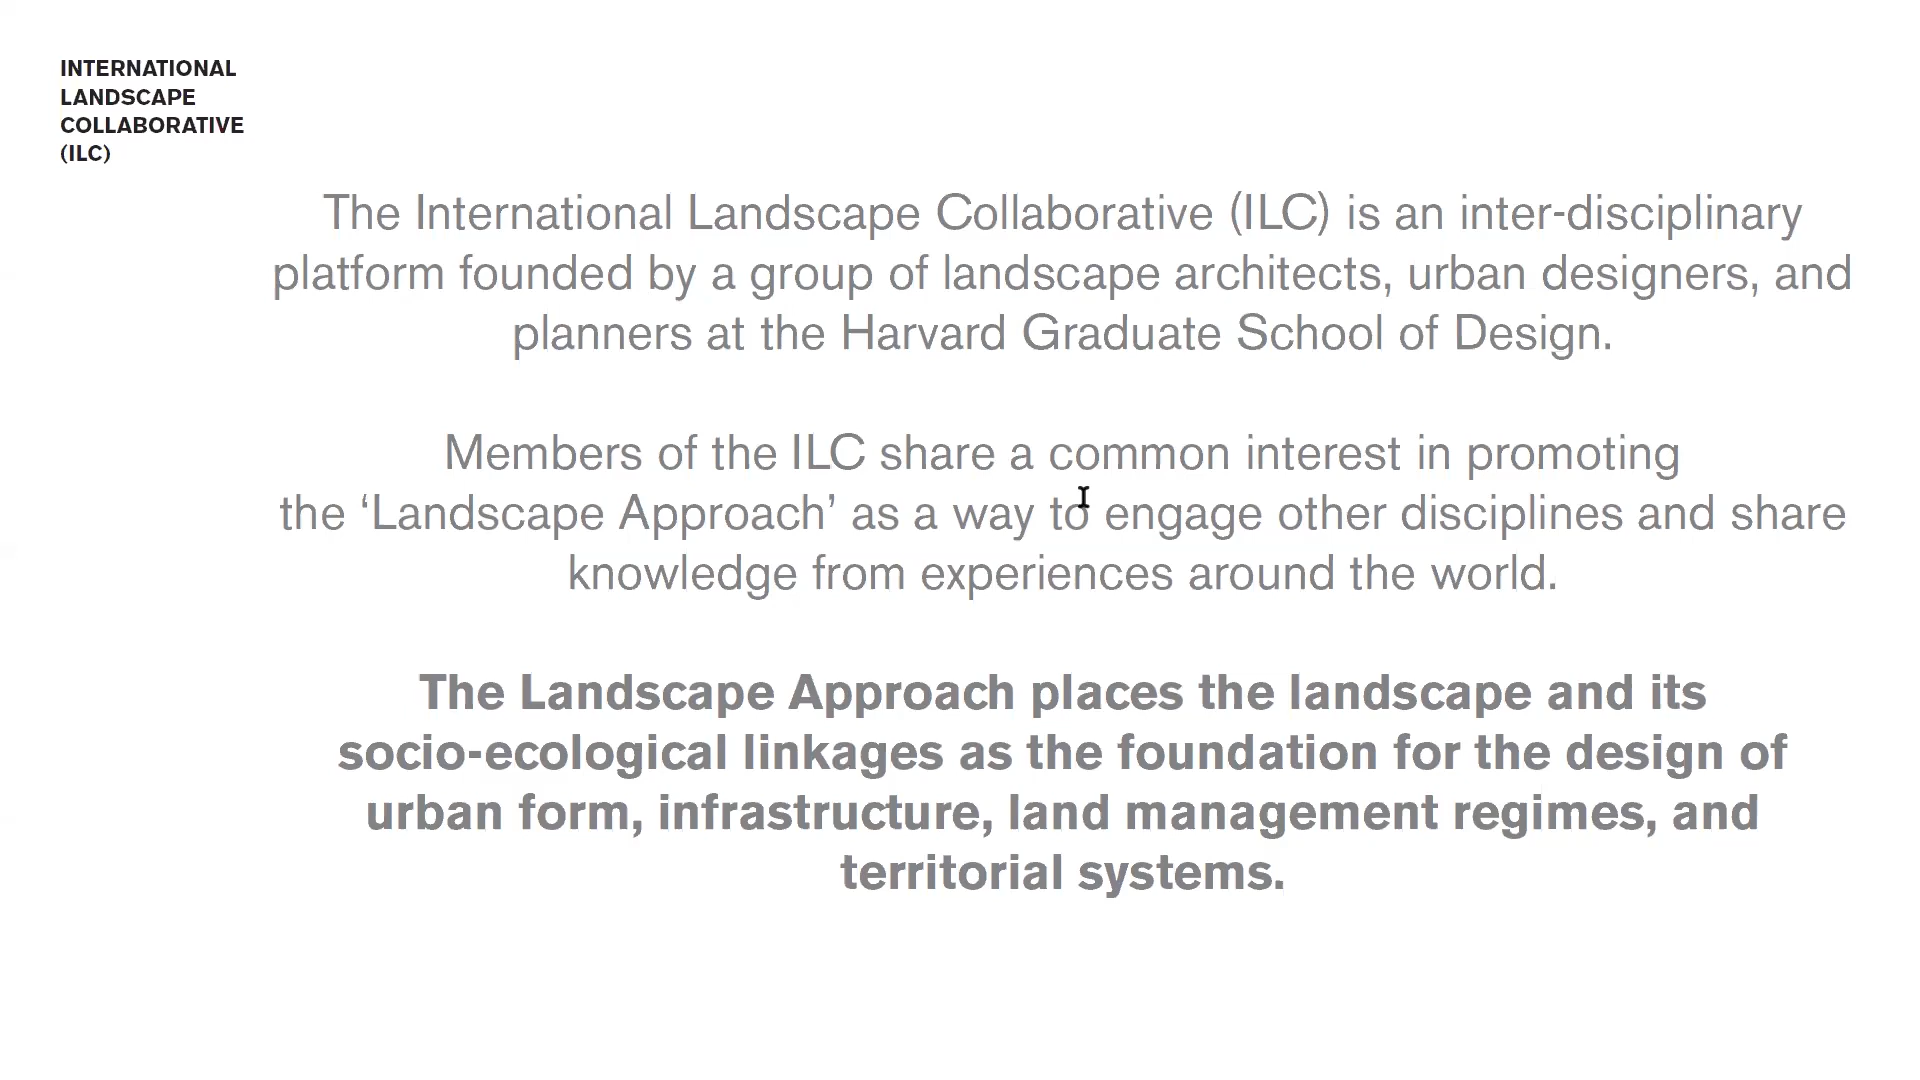 INTERNATIONAL
LANDSCAPE
COLLABORATIVE
(ILC)
The International Landscape Collaborative (ILC) is an inter-disciplinary
platform founded by a group of landscape architects, urban designers, and
planners at the Harvard Graduate School of Design.
Members of the ILC share a common interest in promoting
the ‘Landscape Approach’ as a way to engage other disciplines and share
knowledge from experiences around the world.
The Landscape Approach places the landscape and its
socio-ecological linkages as the foundation for the design of
urban form, infrastructure, land management regimes, and
territorial systems.